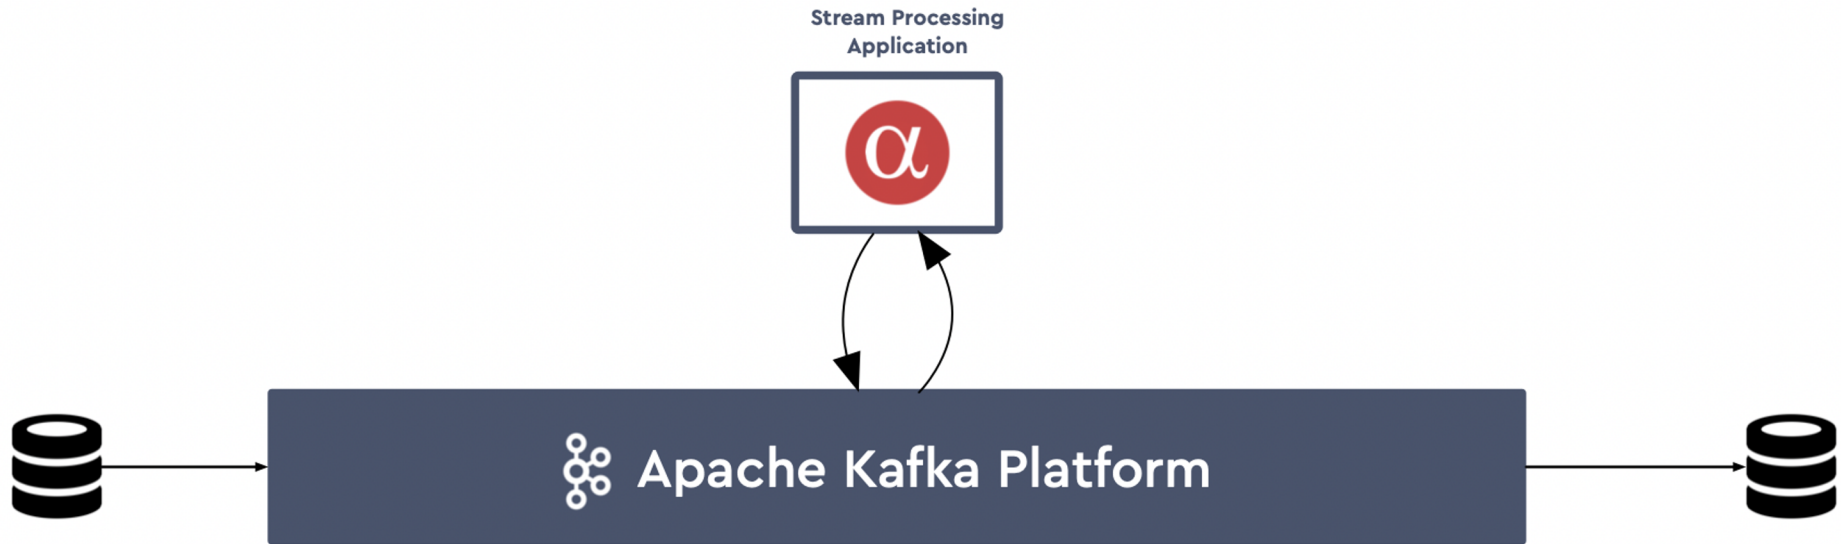 Stream Processing
Application
α
Apache Kafka Platform